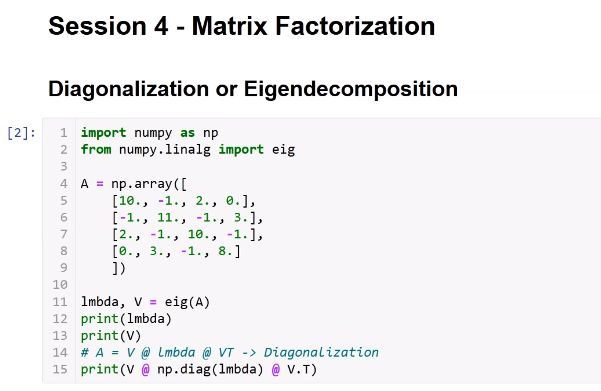 Session 4 - Matrix Factorization
Diagonalization or Eigendecomposition
[2]:
1 import numpy as np
2 from numpy.linalg import eig
3
4 A = np.array([
5     [10., -1., 2., 0.],
6     [-1., 11., -1., 3.],
7     [2., -1., 10., -1.],
8     [0., 3., -1., 8.]
9     ])
10
11 lmbda, V = eig(A)
12 print(lmbda)
13 print(V)
14 # A = V @ lmbda @ VT -> Diagonalization
15 print(V @ np.diag(lmbda) @ V.T)